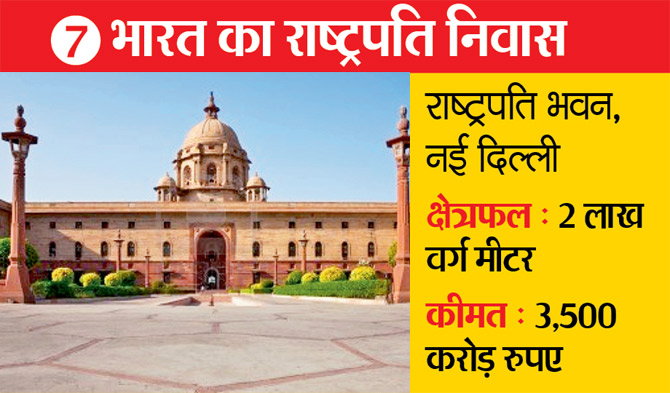 7 भारत का राष्ट्रपति निवास
राष्ट्रपति भवन,
नई दिल्ली
क्षेत्रफल : 2 लाख
वर्ग मीटर
कीमत : 3,500
करोड़ रुपए